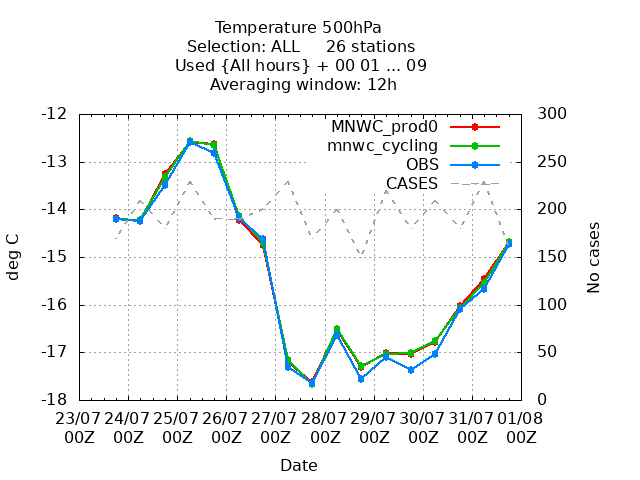 Temperature 500hPa
Selection: ALL 26 stations
Used {All hours} + 00 01 ... 09
Averaging window: 12h
MNWC_prod0
mnwc_cycling
OBS
CASES
-12
-13
-14
-15
-16
-17
-18
300
250
200
150
100
50
0
deg C
No cases
23/07 24/07 25/07 26/07 27/07 28/07 29/07 30/07 31/07 01/08
00Z 00Z 00Z 00Z 00Z 00Z 00Z 00Z 00Z 00Z
Date